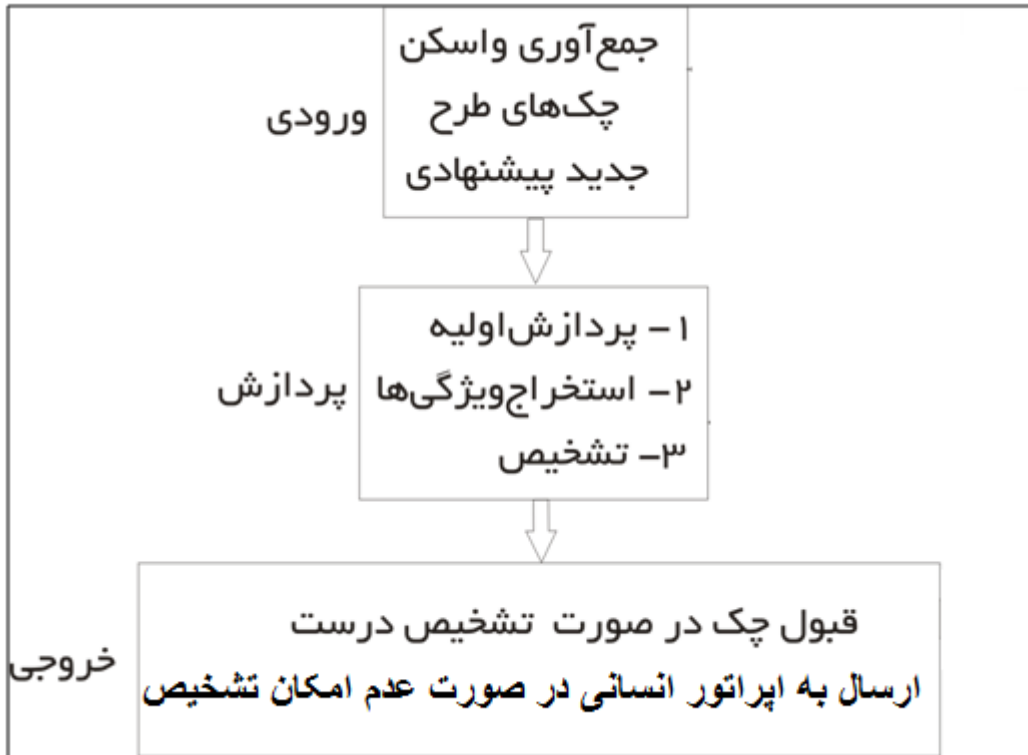 جمع‌آوری واسکن
چک‌های طرح
جدید پیشنهادی
ورودی
۱- پردازش‌اولیه
۲- استخراج‌ویژگی‌ها
۳- تشخیص
پردازش
قبول چک در صورت تشخیص درست
ارسال به اپراتور انسانی در صورت عدم امکان تشخیص
خروجی